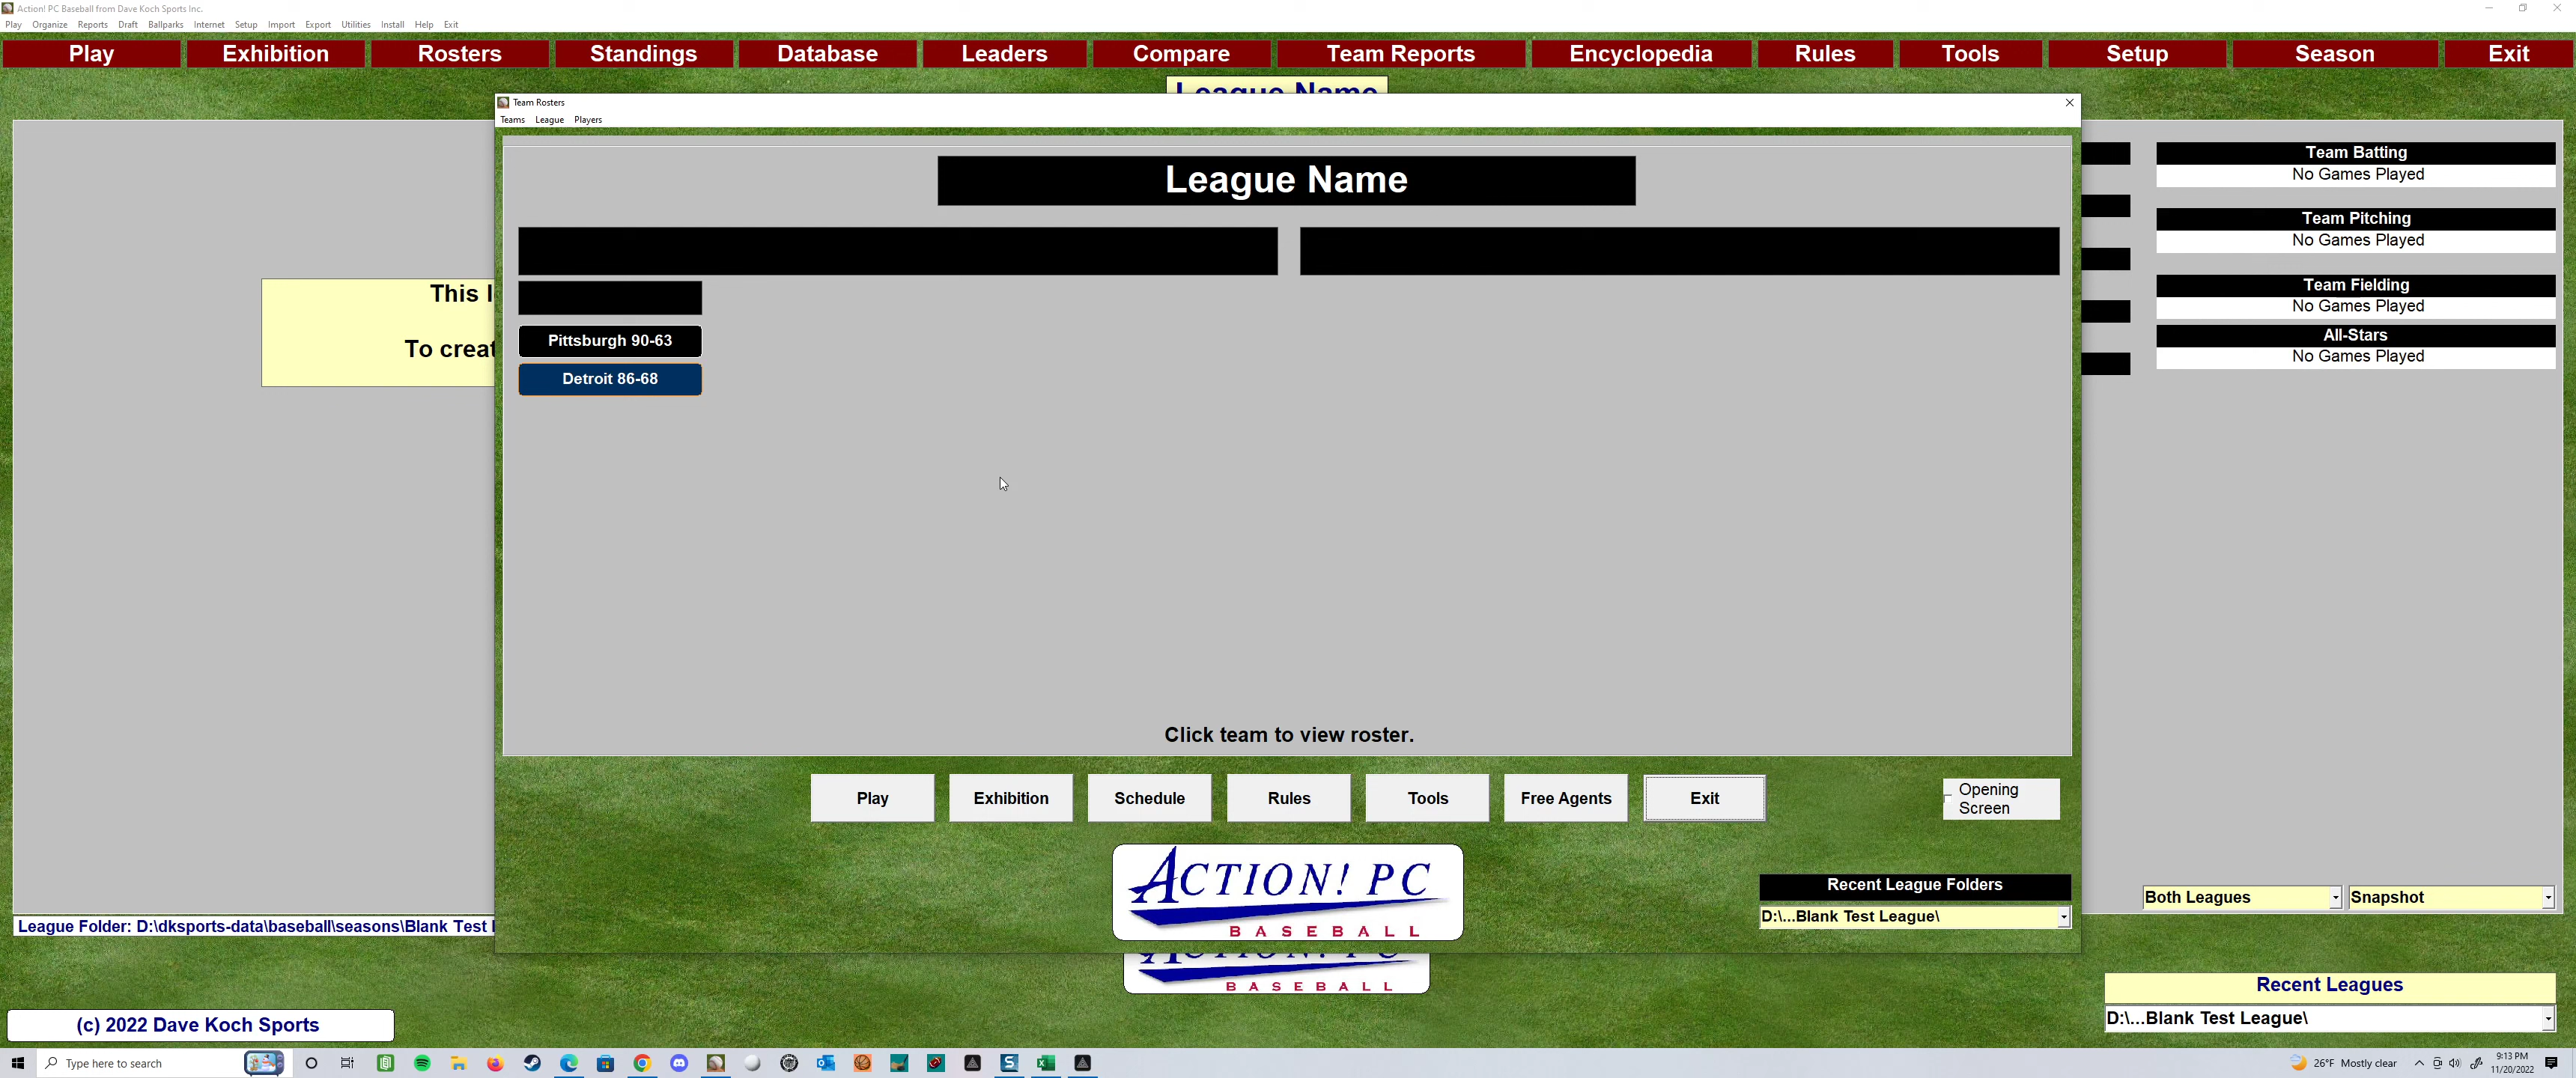 Action! PC Baseball from Dave Koch Sports Inc.
Play Organize Reports Draft Ballparks Internet Setup Import Export Utilities Install Help Exit
Play Exhibition Rosters Standings Database Leaders Compare Team Reports Encyclopedia Rules Tools Setup Season Exit
League Name
Team Rosters
Teams League Players
League Name
Pittsburgh 90-63
Detroit 86-68
Click team to view roster.
Play Exhibition Schedule Rules Tools Free Agents Exit
Opening
Screen
ACTION! PC
BASEBALL
Recent League Folders
D:\...Blank Test League\
This l
To creat
Team Batting
No Games Played
Team Pitching
No Games Played
Team Fielding
No Games Played
All-Stars
No Games Played
Both Leagues Snapshot
League Folder: D:\dksports-data\baseball\seasons\Blank Test
BASEBALL
Recent Leagues
D:\...Blank Test League\
(c) 2022 Dave Koch Sports
Type here to search
26°F Mostly clear
9:13 PM
11/20/2022